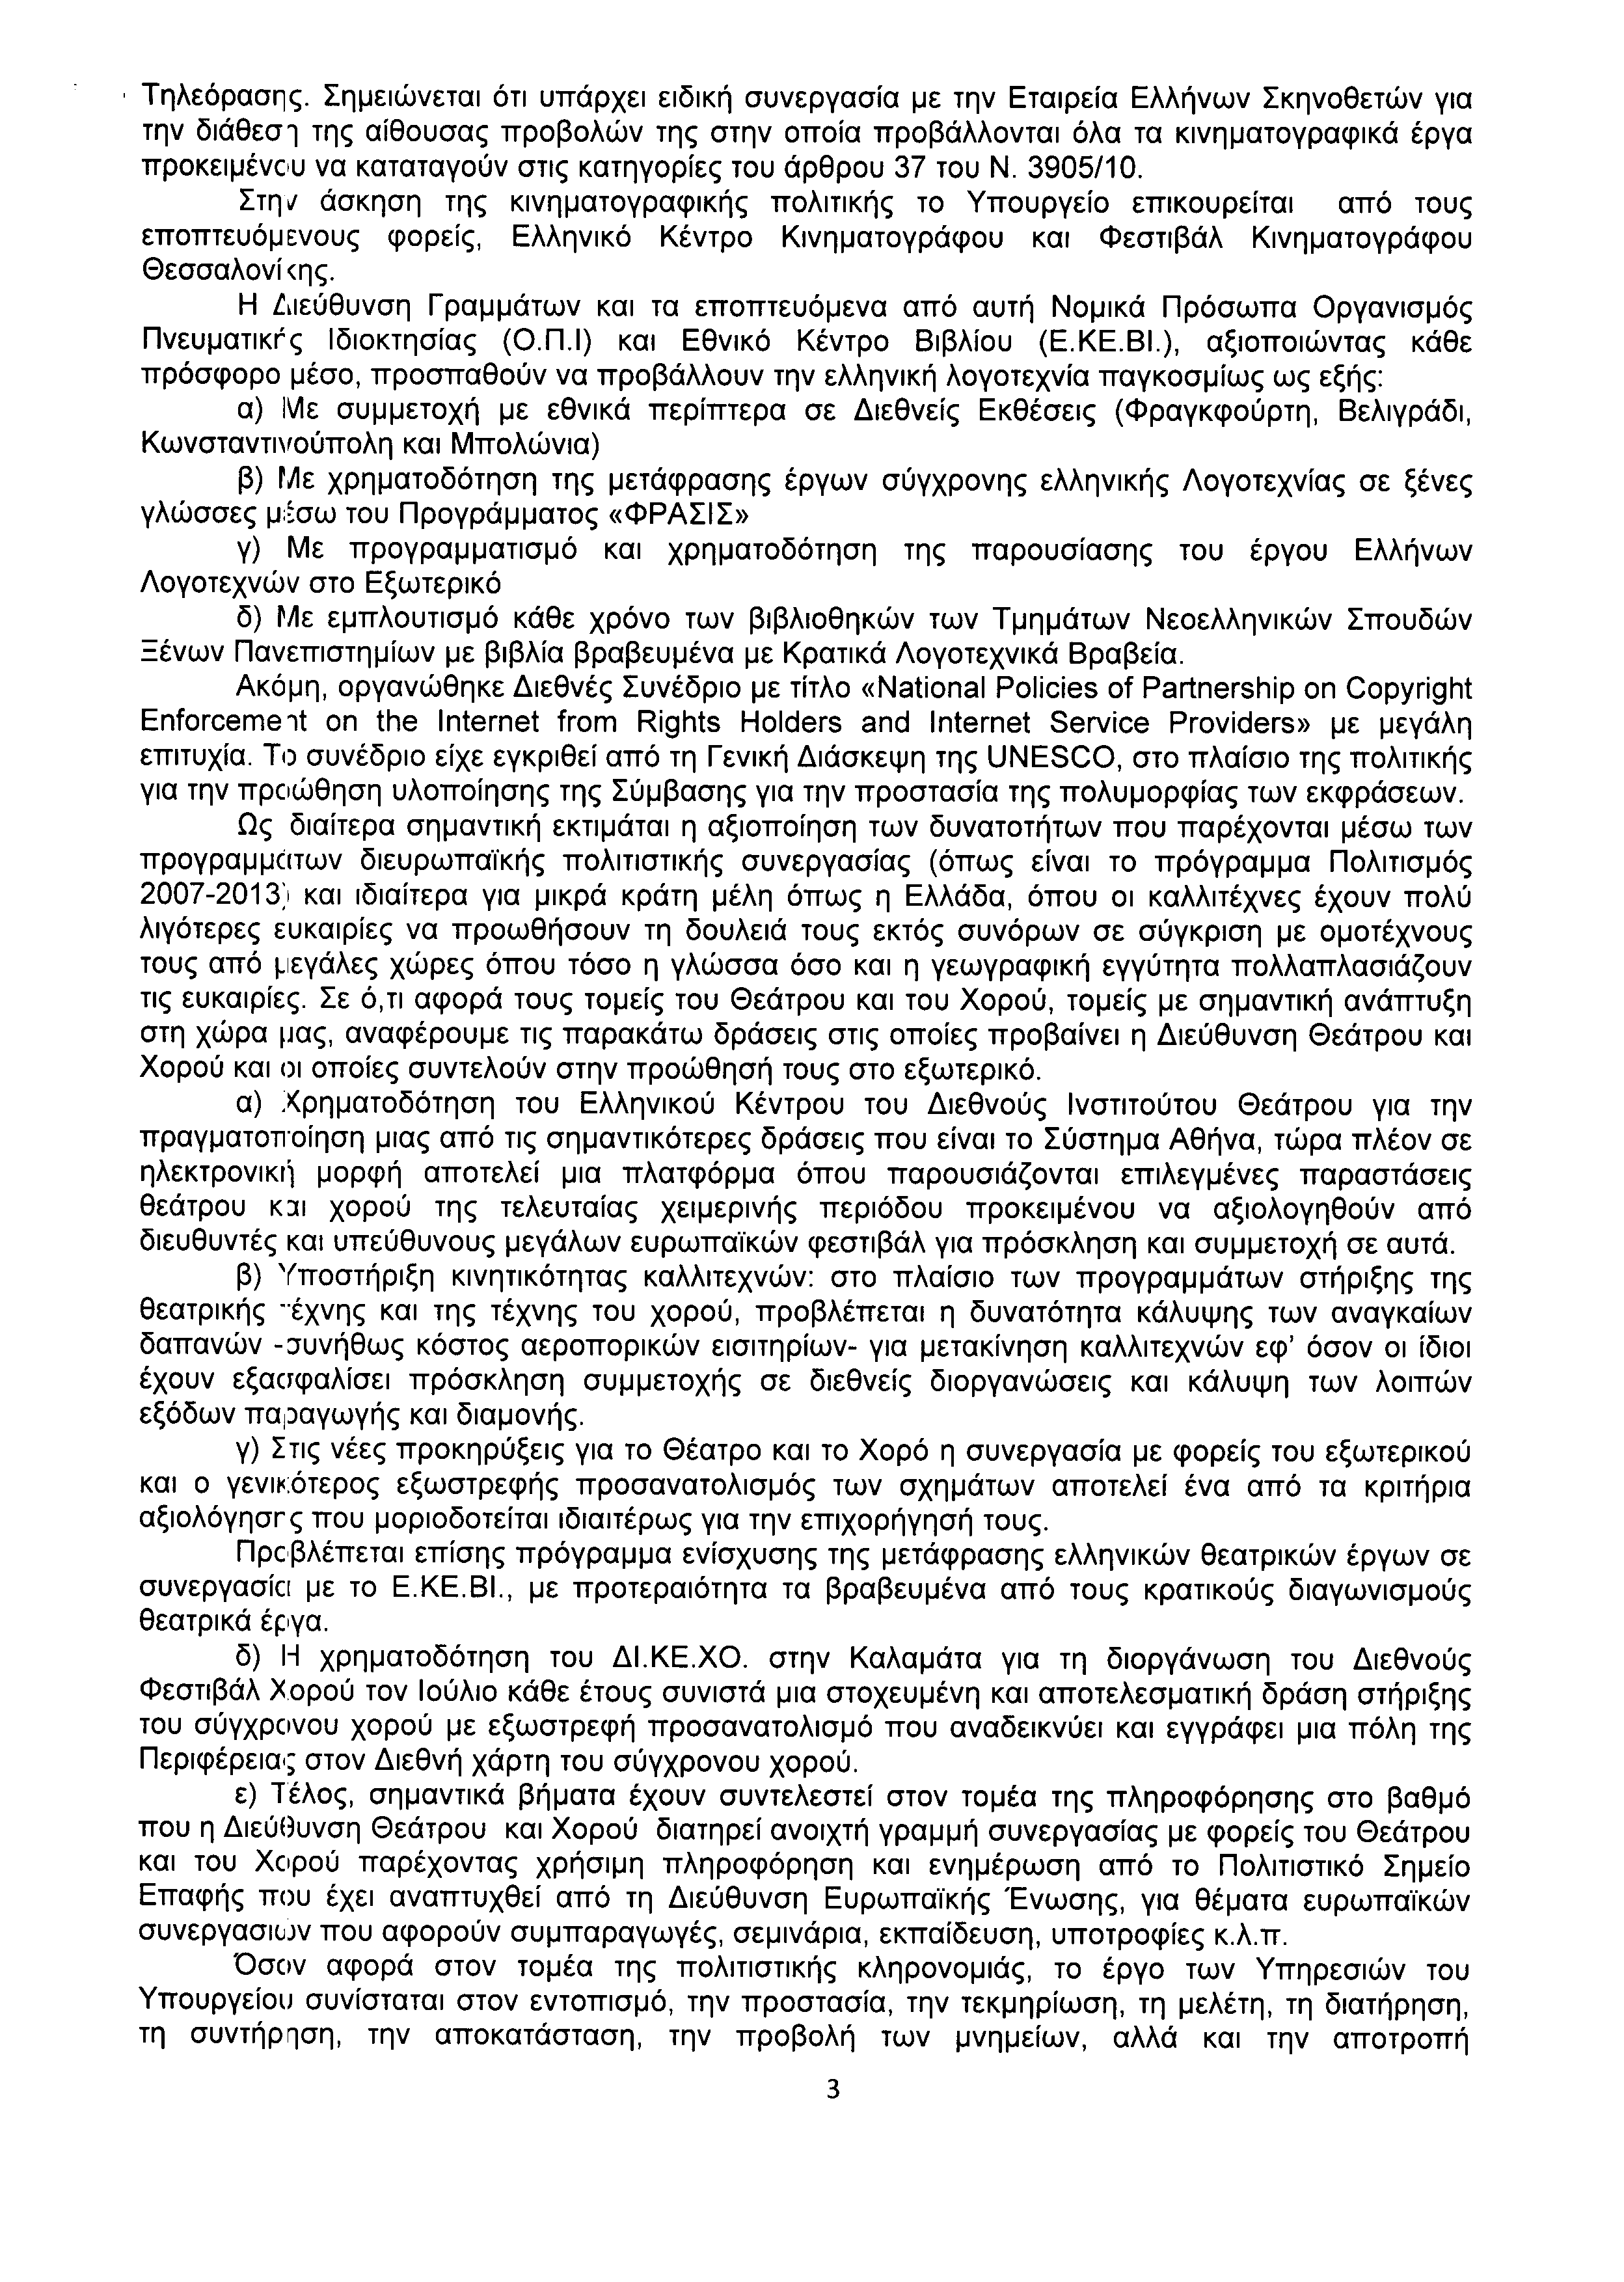 Τηλεόρασης. Σημειώνεται ότι υπάρχει ειδική συνεργασία με την Εταιρεία Ελλήνων Σκηνοθετών για
την διάθεση της αίθουσας προβολών της στην οποία προβάλλονται όλα τα κινηματογραφικά έργα
προκειμένου να καταταγούν στις κατηγορίες του άρθρου 37 του Ν. 3905/10.
Στην άσκηση της κινηματογραφικής πολιτικής το Υπουργείο επικουρείται από τους
εποπτευόμενους φορείς, Ελληνικό Κέντρο Κινηματογράφου και Φεστιβάλ Κινηματογράφου
Θεσσαλονίκης.
Η Διεύθυνση Γραμμάτων και τα εποπτευόμενα από αυτή Νομικά Πρόσωπα Οργανισμός
Πνευματικής Ιδιοκτησίας (Ο.Π.Ι) και Εθνικό Κέντρο Βιβλίου (Ε.ΚΕ.ΒΙ.), αξιοποιώντας κάθε
πρόσφορο μέσο, προσπαθούν να προβάλλουν την ελληνική λογοτεχνία παγκοσμίως ως εξής:
α) Με συμμετοχή με εθνικά περίπτερα σε Διεθνείς Εκθέσεις (Φραγκφούρτη, Βελιγράδι,
Κωνσταντινούπολη και Μπολώνια)
β) Με χρηματοδότηση της μετάφρασης έργων σύγχρονης ελληνικής Λογοτεχνίας σε ξένες
γλώσσες μέσω του Προγράμματος «ΦΡΑΣΙΣ»
γ) Με προγραμματισμό και χρηματοδότηση της παρουσίασης του έργου Ελλήνων
Λογοτεχνών στο Εξωτερικό
δ) Με εμπλουτισμό κάθε χρόνο των βιβλιοθηκών των Τμημάτων Νεοελληνικών Σπουδών
Ξένων Πανεπιστημίων με βιβλία βραβευμένα με Κρατικά Λογοτεχνικά Βραβεία.
Ακόμη, οργανώθηκε Διεθνές Συνέδριο με τίτλο «National Policies of Partnership on Copyright
Enforcement on the Internet from Rights Holders and Internet Service Providers» με μεγάλη
επιτυχία. Το συνέδριο είχε εγκριθεί από τη Γενική Διάσκεψη της UNESCO, στο πλαίσιο της πολιτικής
για την προώθηση υλοποίησης της Σύμβασης για την προστασία της πολυμορφίας των εκφράσεων.
Ως διαίτερα σημαντική εκτιμάται η αξιοποίηση των δυνατοτήτων που παρέχονται μέσω των
προγραμμάτων διευρωπαϊκής πολιτιστικής συνεργασίας (όπως είναι το πρόγραμμα Πολιτισμός
2007-2013) και ιδιαίτερα για μικρά κράτη μέλη όπως η Ελλάδα, όπου οι καλλιτέχνες έχουν πολύ
λιγότερες ευκαιρίες να προωθήσουν τη δουλειά τους εκτός συνόρων σε σύγκριση με ομοτέχνους
τους από μεγάλες χώρες όπου τόσο η γλώσσα όσο και η γεωγραφική εγγύτητα πολλαπλασιάζουν
τις ευκαιρίες. Σε ό,τι αφορά τους τομείς του Θεάτρου και του Χορού, τομείς με σημαντική ανάπτυξη
στη χώρα μας, αναφέρουμε τις παρακάτω δράσεις στις οποίες προβαίνει η Διεύθυνση Θεάτρου και
Χορού και οι οποίες συντελούν στην προώθησή τους στο εξωτερικό.
α) Χρηματοδότηση του Ελληνικού Κέντρου του Διεθνούς Ινστιτούτου Θεάτρου για την
πραγματοποίηση μιας από τις σημαντικότερες δράσεις που είναι το Σύστημα Αθήνα, τώρα πλέον σε
ηλεκτρονική μορφή αποτελεί μια πλατφόρμα όπου παρουσιάζονται επιλεγμένες παραστάσεις
θεάτρου και χορού της τελευταίας χειμερινής περιόδου προκειμένου να αξιολογηθούν από
διευθυντές και υπεύθυνους μεγάλων ευρωπαϊκών φεστιβάλ για πρόσκληση και συμμετοχή σε αυτά.
β) Υποστήριξη κινητικότητας καλλιτεχνών: στο πλαίσιο των προγραμμάτων στήριξης της
θεατρικής τέχνης και της τέχνης του χορού, προβλέπεται η δυνατότητα κάλυψης των αναγκαίων
δαπανών -συνήθως κόστος αεροπορικών εισιτηρίων- για μετακίνηση καλλιτεχνών εφ’ όσον οι ίδιοι
έχουν εξασφαλίσει πρόσκληση συμμετοχής σε διεθνείς διοργανώσεις και κάλυψη των λοιπών
εξόδων παραγωγής και διαμονής.
γ) Στις νέες προκηρύξεις για το Θέατρο και το Χορό η συνεργασία με φορείς του εξωτερικού
και ο γενικότερος εξωστρεφής προσανατολισμός των σχημάτων αποτελεί ένα από τα κριτήρια
αξιολόγησης που μοριοδοτείται ιδιαιτέρως για την επιχορήγησή τους.
Προβλέπεται επίσης πρόγραμμα ενίσχυσης της μετάφρασης ελληνικών θεατρικών έργων σε
συνεργασία με το Ε.ΚΕ.ΒΙ., με προτεραιότητα τα βραβευμένα από τους κρατικούς διαγωνισμούς
θεατρικά έργα.
δ) Η χρηματοδότηση του ΔΙ.ΚΕ.ΧΟ. στην Καλαμάτα για τη διοργάνωση του Διεθνούς
Φεστιβάλ Χορού τον Ιούλιο κάθε έτους συνιστά μια στοχευμένη και αποτελεσματική δράση στήριξης
του σύγχρονου χορού με εξωστρεφή προσανατολισμό που αναδεικνύει και εγγράφει μια πόλη της
Περιφέρειας στον Διεθνή χάρτη του σύγχρονου χορού.
ε) Τέλος, σημαντικά βήματα έχουν συντελεστεί στον τομέα της πληροφόρησης στο βαθμό
που η Διεύθυνση Θεάτρου και Χορού διατηρεί ανοιχτή γραμμή συνεργασίας με φορείς του Θεάτρου
και του Χορού παρέχοντας χρήσιμη πληροφόρηση και ενημέρωση από το Πολιτιστικό Σημείο
Επαφής που έχει αναπτυχθεί από τη Διεύθυνση Ευρωπαϊκής Ένωσης, για θέματα ευρωπαϊκών
συνεργασιών που αφορούν συμπαραγωγές, σεμινάρια, εκπαίδευση, υποτροφίες κ.λ.π.
Όσον αφορά στον τομέα της πολιτιστικής κληρονομιάς, το έργο των Υπηρεσιών του
Υπουργείου συνίσταται στον εντοπισμό, την προστασία, την τεκμηρίωση, τη μελέτη, τη διατήρηση,
τη συντήρηση, την αποκατάσταση, την προβολή των μνημείων, αλλά και την αποτροπή
3